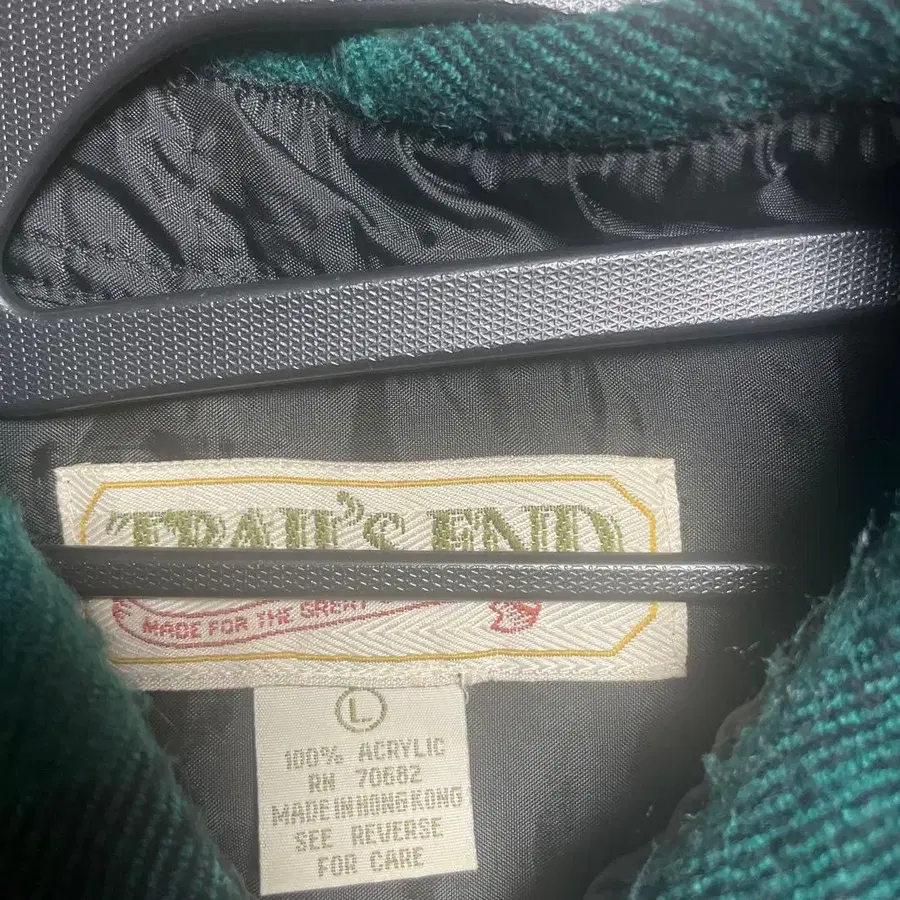 TRAIL'S END
MADE FOR THE GREAT
L
100% ACRYLIC
RN 70682
MADE IN HONG KONG
SEE REVERSE
FOR CARE